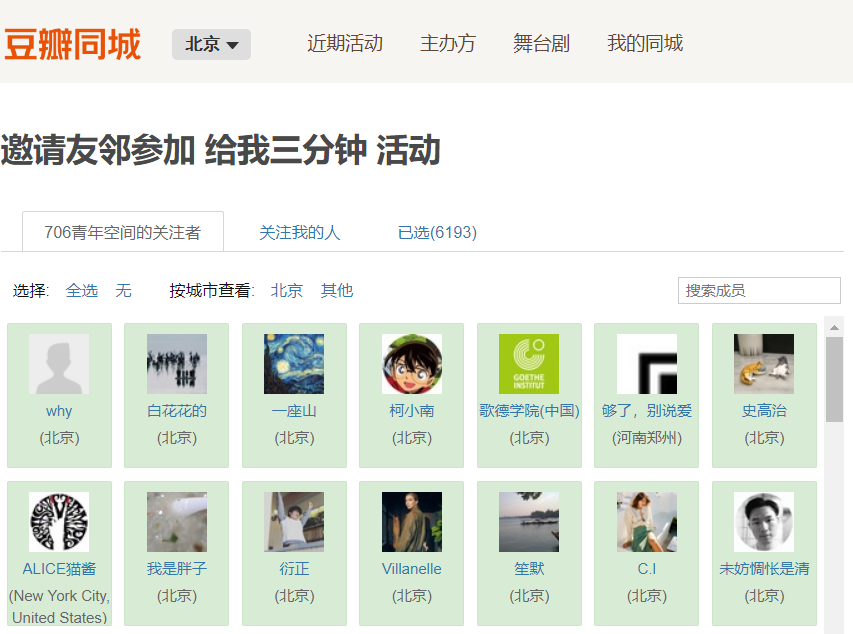 豆瓣同城 北京 近期活动 主办方 舞台剧 我的同城
邀请友邻参加 给我三分钟 活动
706青年空间的关注者 关注我的人 已选(6193)
选择: 全选 无 按城市查看: 北京 其他 搜索成员
GOETHE
INSTITUT
why 白花花的 一座山 柯小南 歌德学院(中国) 够了，别说爱 史高治
(北京) (北京) (北京) (北京) (北京) (河南郑州) (北京)
ALICE猫酱 我是胖子 衍正 Villanelle 笙默 C.I 未妨惆怅是清
(New York City, (北京) (北京) (北京) (北京) (北京) (北京)
United States)